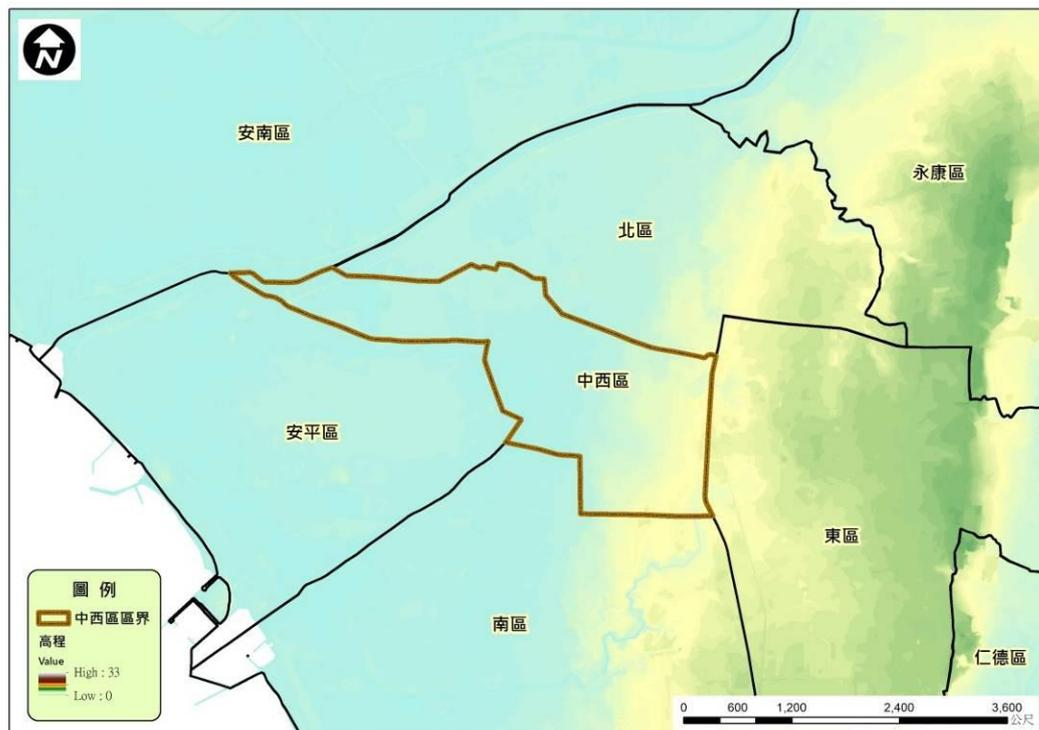 N
安南區
永康區
北區
中西區
安平區
東區
南區
仁德區
圖 例
中西區區界
高程
Value
High : 33
Low : 0
0 600 1,200 2,400 3,600
公尺